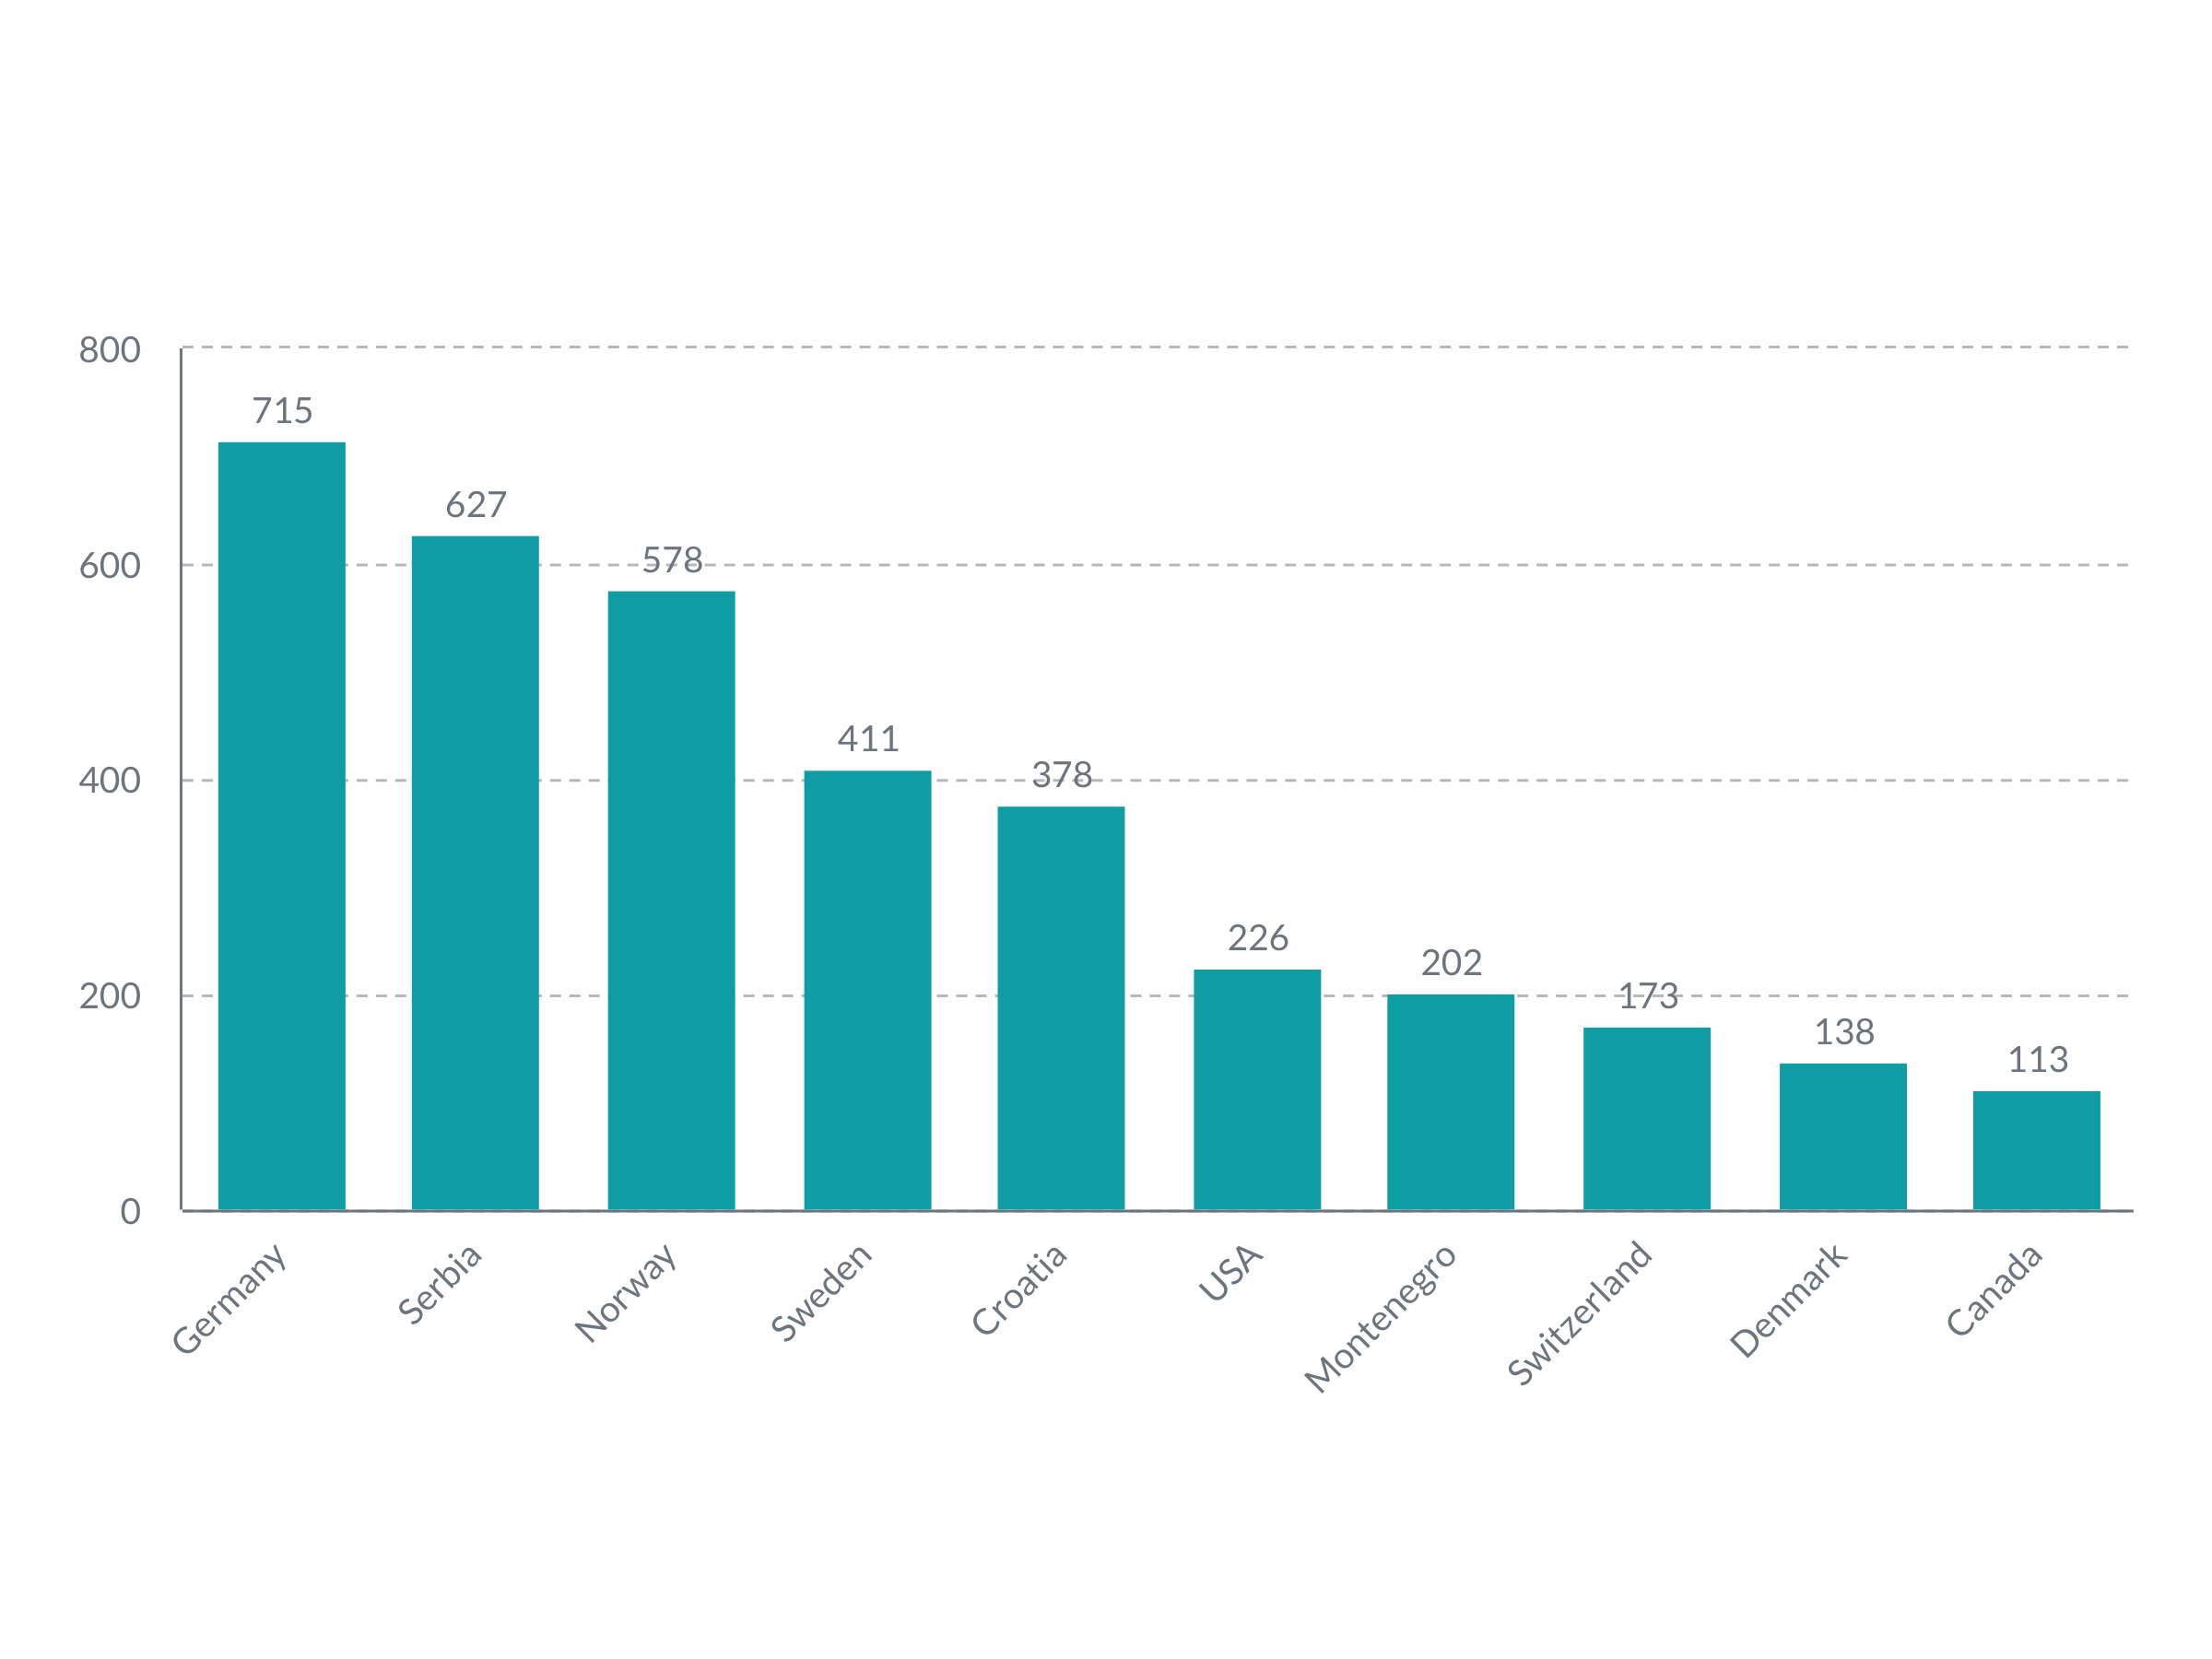 800
715
627
600
578
411
400
378
226
202
200
173
138
113
0
Germany
Serbia
Norway
Sweden
Croatia
USA
Montenegro
Switzerland
Denmark
Canada